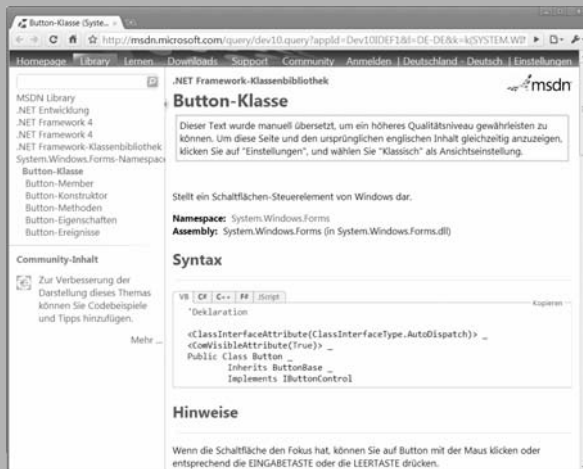 Button-Klasse (Syste...
http://msdn.microsoft.com/query/dev10.query?appId=Dev10IDEF1&l=DE-DE&k=k(SYSTEM.WIN
Homepage Library Lernen Downloads Support Community Anmelden | Deutschland - Deutsch | Einstellungen
MSDN Library
.NET Entwicklung
.NET Framework 4
.NET Framework 4
.NET Framework-Klassenbibliothek
System.Windows.Forms-Namespace
Button-Klasse
Button-Member
Button-Konstruktor
Button-Methoden
Button-Eigenschaften
Button-Ereignisse
Community-Inhalt
Zur Verbesserung der
Darstellung dieses Themas
können Sie Codebeispiele
und Tipps hinzufügen.
Mehr ...
.NET Framework-Klassenbibliothek
msdn
Button-Klasse
Dieser Text wurde manuell übersetzt, um ein höheres Qualitätsniveau gewährleisten zu
können. Um diese Seite und den ursprünglichen englischen Inhalt gleichzeitig anzuzeigen,
klicken Sie auf "Einstellungen", und wählen Sie "Klassisch" als Ansichtseinstellung.
Stellt ein Schaltflächen-Steuerelement von Windows dar.
Namespace: System.Windows.Forms
Assembly: System.Windows.Forms (in System.Windows.Forms.dll)
Syntax
VB C# C++ F# JScript
Kopieren
'Deklaration
<ClassInterfaceAttribute(ClassInterfaceType.AutoDispatch)> _
<ComVisibleAttribute(True)> _
Public Class Button _
Inherits ButtonBase _
Implements IButtonControl
Hinweise
Wenn die Schaltfläche den Fokus hat, können Sie auf Button mit der Maus klicken oder
entsprechend die EINGABETASTE oder die LEERTASTE drücken.